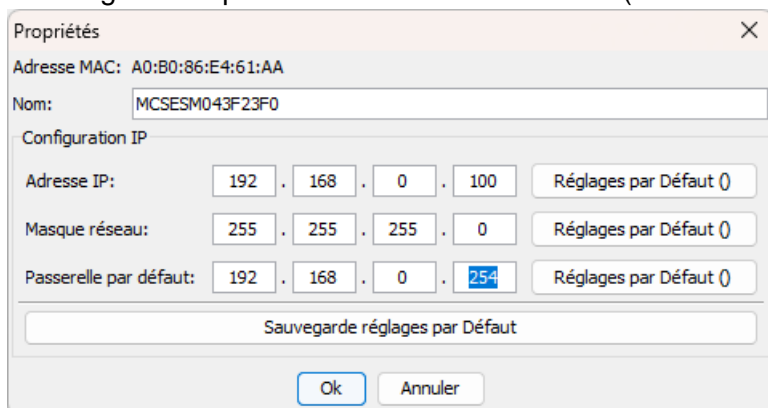 Propriétés
Adresse MAC: A0:B0:86:E4:61:AA
Nom: MCSESM043F23F0
Configuration IP
Adresse IP: 192 . 168 . 0 . 100 Réglages par Défaut ()
Masque réseau: 255 . 255 . 255 . 0 Réglages par Défaut ()
Passerelle par défaut: 192 . 168 . 0 . 254 Réglages par Défaut ()
Sauvegarde réglages par Défaut
Ok Annuler